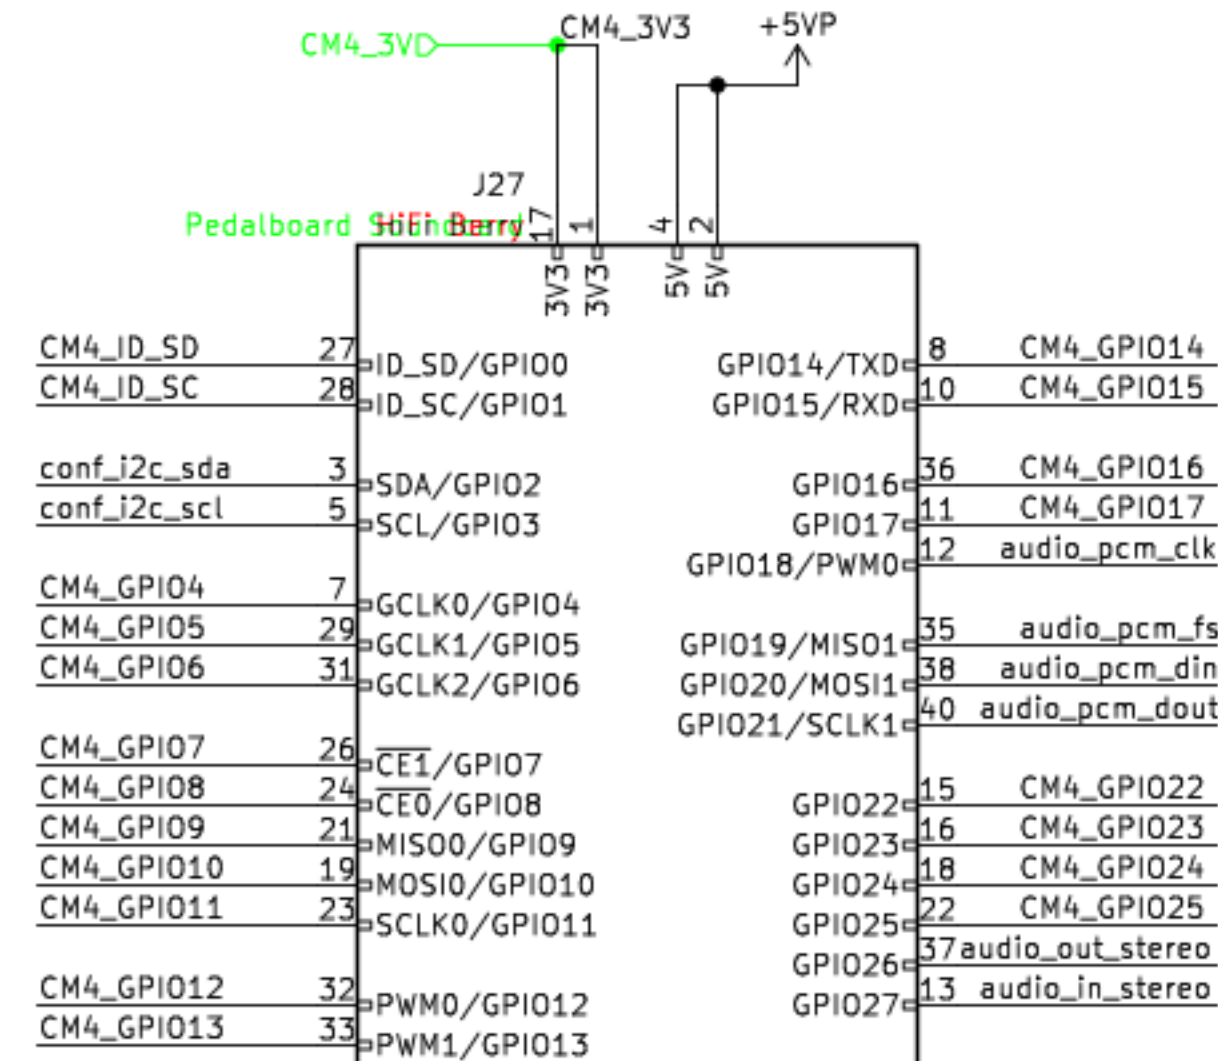 CM4_3V3
+5VP
CM4_3V
J27
Pedalboard
HiFi Berry
17 1 4 2
3V3 3V3 5V 5V
CM4_ID_SD 27 ID_SD/GPIO0 GPIO14/TXD 8 CM4_GPIO14
CM4_ID_SC 28 ID_SC/GPIO1 GPIO15/RXD 10 CM4_GPIO15
conf_i2c_sda 3 SDA/GPIO2 GPIO16 36 CM4_GPIO16
conf_i2c_scl 5 SCL/GPIO3 GPIO17 11 CM4_GPIO17
GPIO18/PWM0 12 audio_pcm_clk
CM4_GPIO4 7 GCLK0/GPIO4
CM4_GPIO5 29 GCLK1/GPIO5 GPIO19/MISO1 35 audio_pcm_fs
CM4_GPIO6 31 GCLK2/GPIO6 GPIO20/MOSI1 38 audio_pcm_din
GPIO21/SCLK1 40 audio_pcm_dout
CM4_GPIO7 26 CE1/GPIO7
CM4_GPIO8 24 CE0/GPIO8 GPIO22 15 CM4_GPIO22
CM4_GPIO9 21 MISO0/GPIO9 GPIO23 16 CM4_GPIO23
CM4_GPIO10 19 MOSI0/GPIO10 GPIO24 18 CM4_GPIO24
CM4_GPIO11 23 SCLK0/GPIO11 GPIO25 22 CM4_GPIO25
GPIO26 37 audio_out_stereo
CM4_GPIO12 32 PWM0/GPIO12 GPIO27 13 audio_in_stereo
CM4_GPIO13 33 PWM1/GPIO13